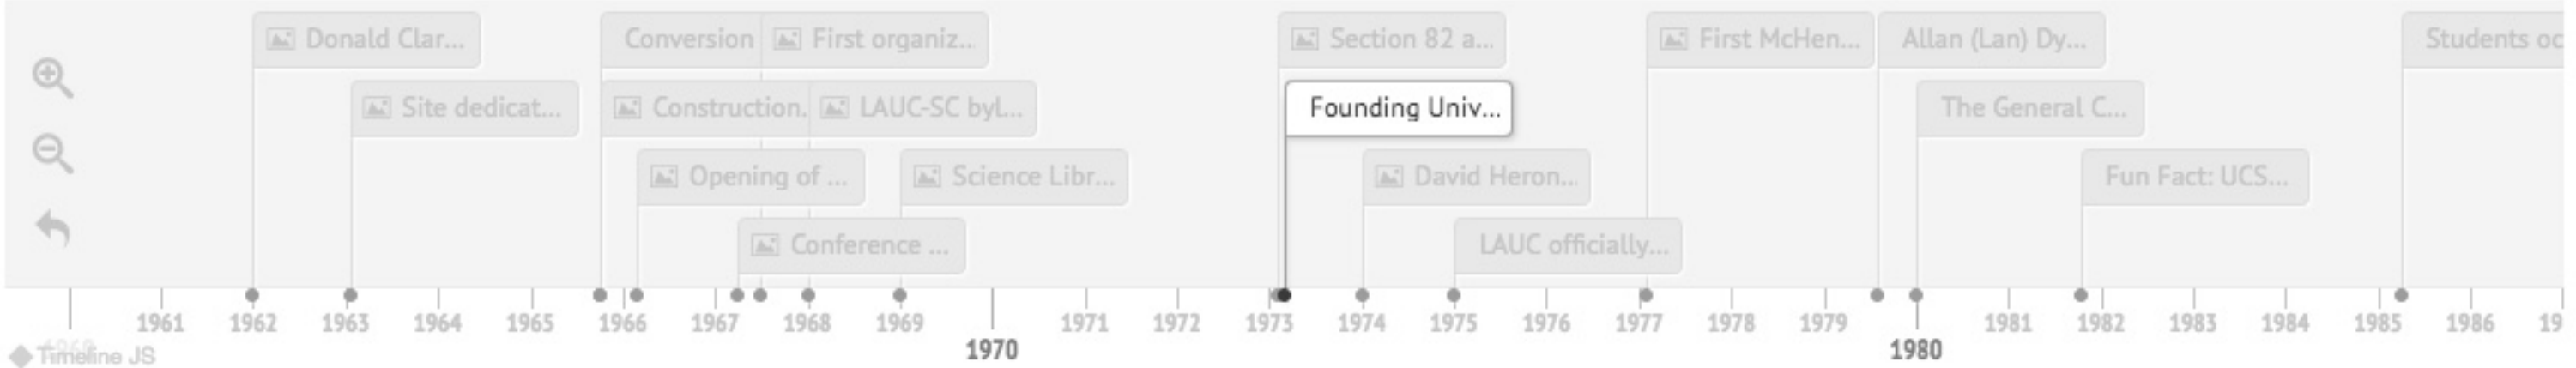 Donald Clar...
Conversion
First organiz...
Section 82 a...
First McHen...
Allan (Lan) Dy...
Students oc
Site dedicat...
Construction.
LAUC-SC byl...
Founding Univ...
The General C...
Opening of ...
Science Libr...
David Heron...
Fun Fact: UCS...
Conference ...
LAUC officially...
1961 1962 1963 1964 1965 1966 1967 1968 1969 1971 1972 1973 1974 1975 1976 1977 1978 1979 1981 1982 1983 1984 1985 1986 19
1960 1970 1980
Timeline JS